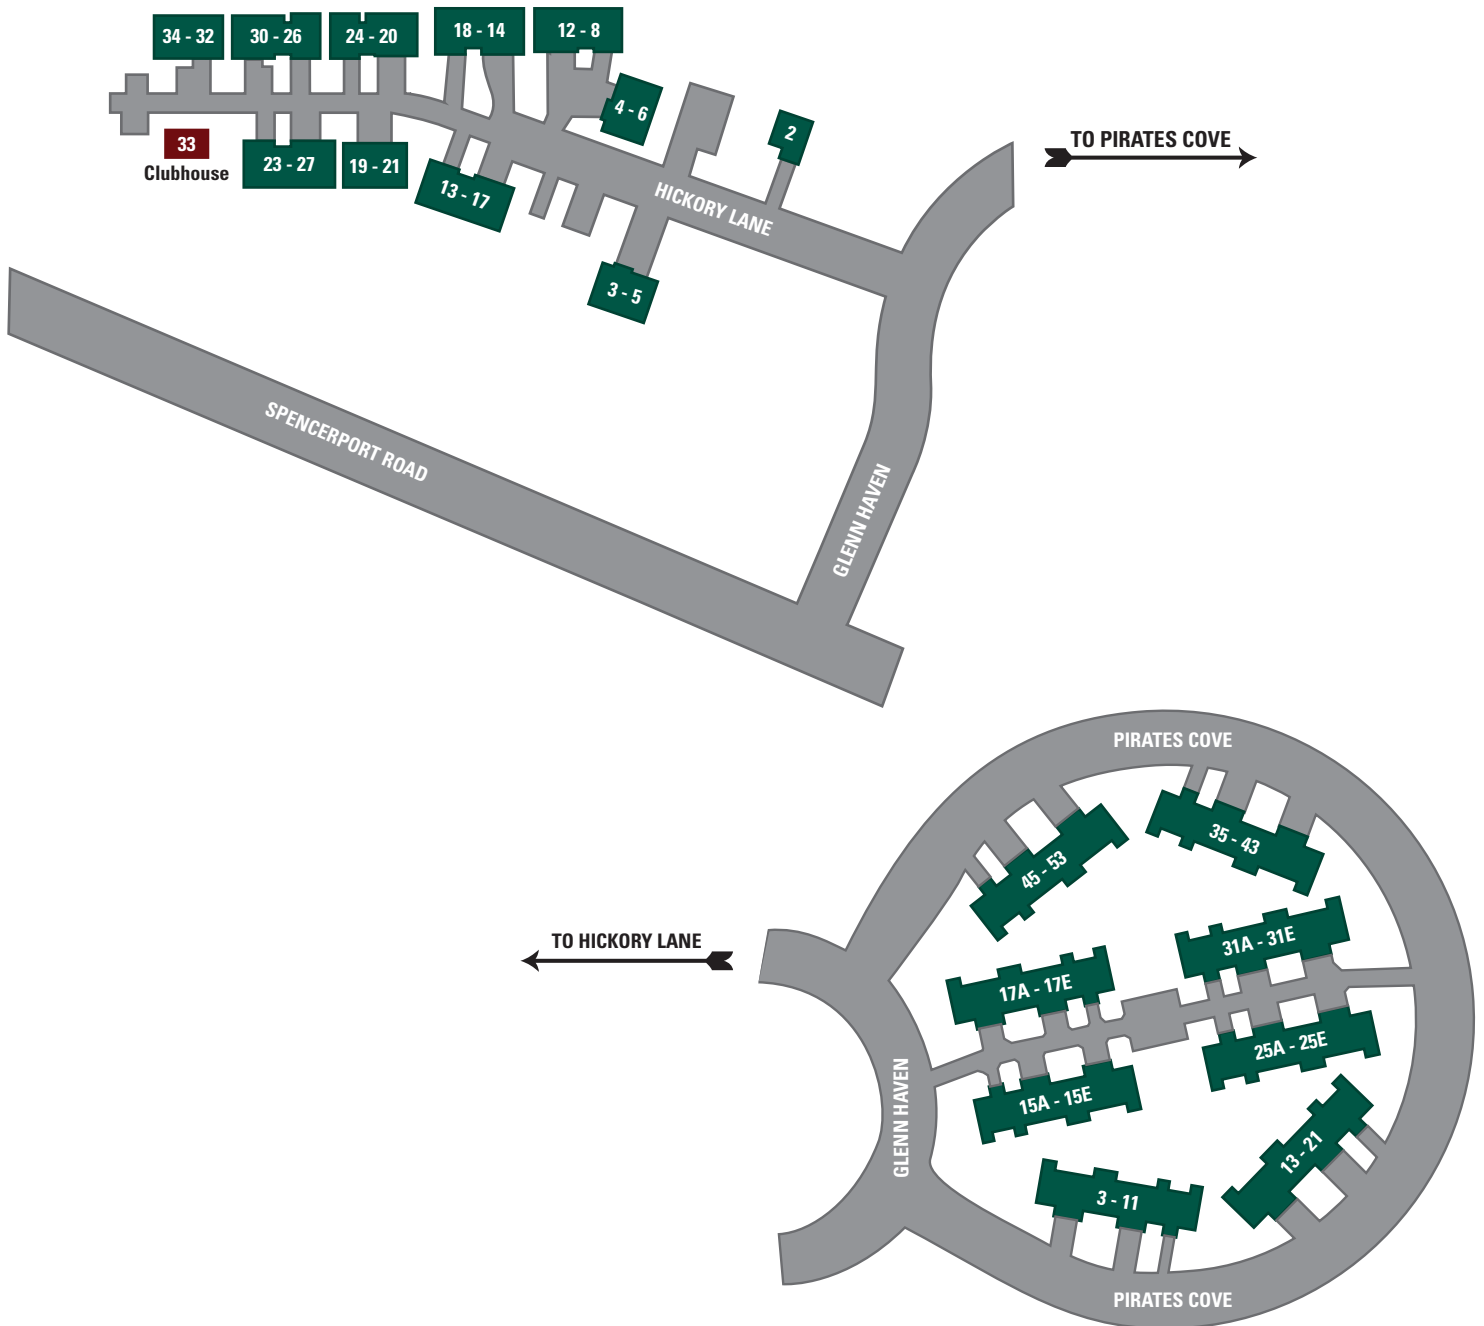 34 - 32
30 - 26
24 - 20
18 - 14
12 - 8
4 - 6
2
TO PIRATES COVE
33
Clubhouse
23 - 27
19 - 21
13 - 17
HICKORY LANE
3 - 5
SPENCERPORT ROAD
GLENN HAVEN
PIRATES COVE
35 - 43
45 - 53
TO HICKORY LANE
31A - 31E
17A - 17E
25A - 25E
15A - 15E
GLENN HAVEN
13 - 21
3 - 11
PIRATES COVE